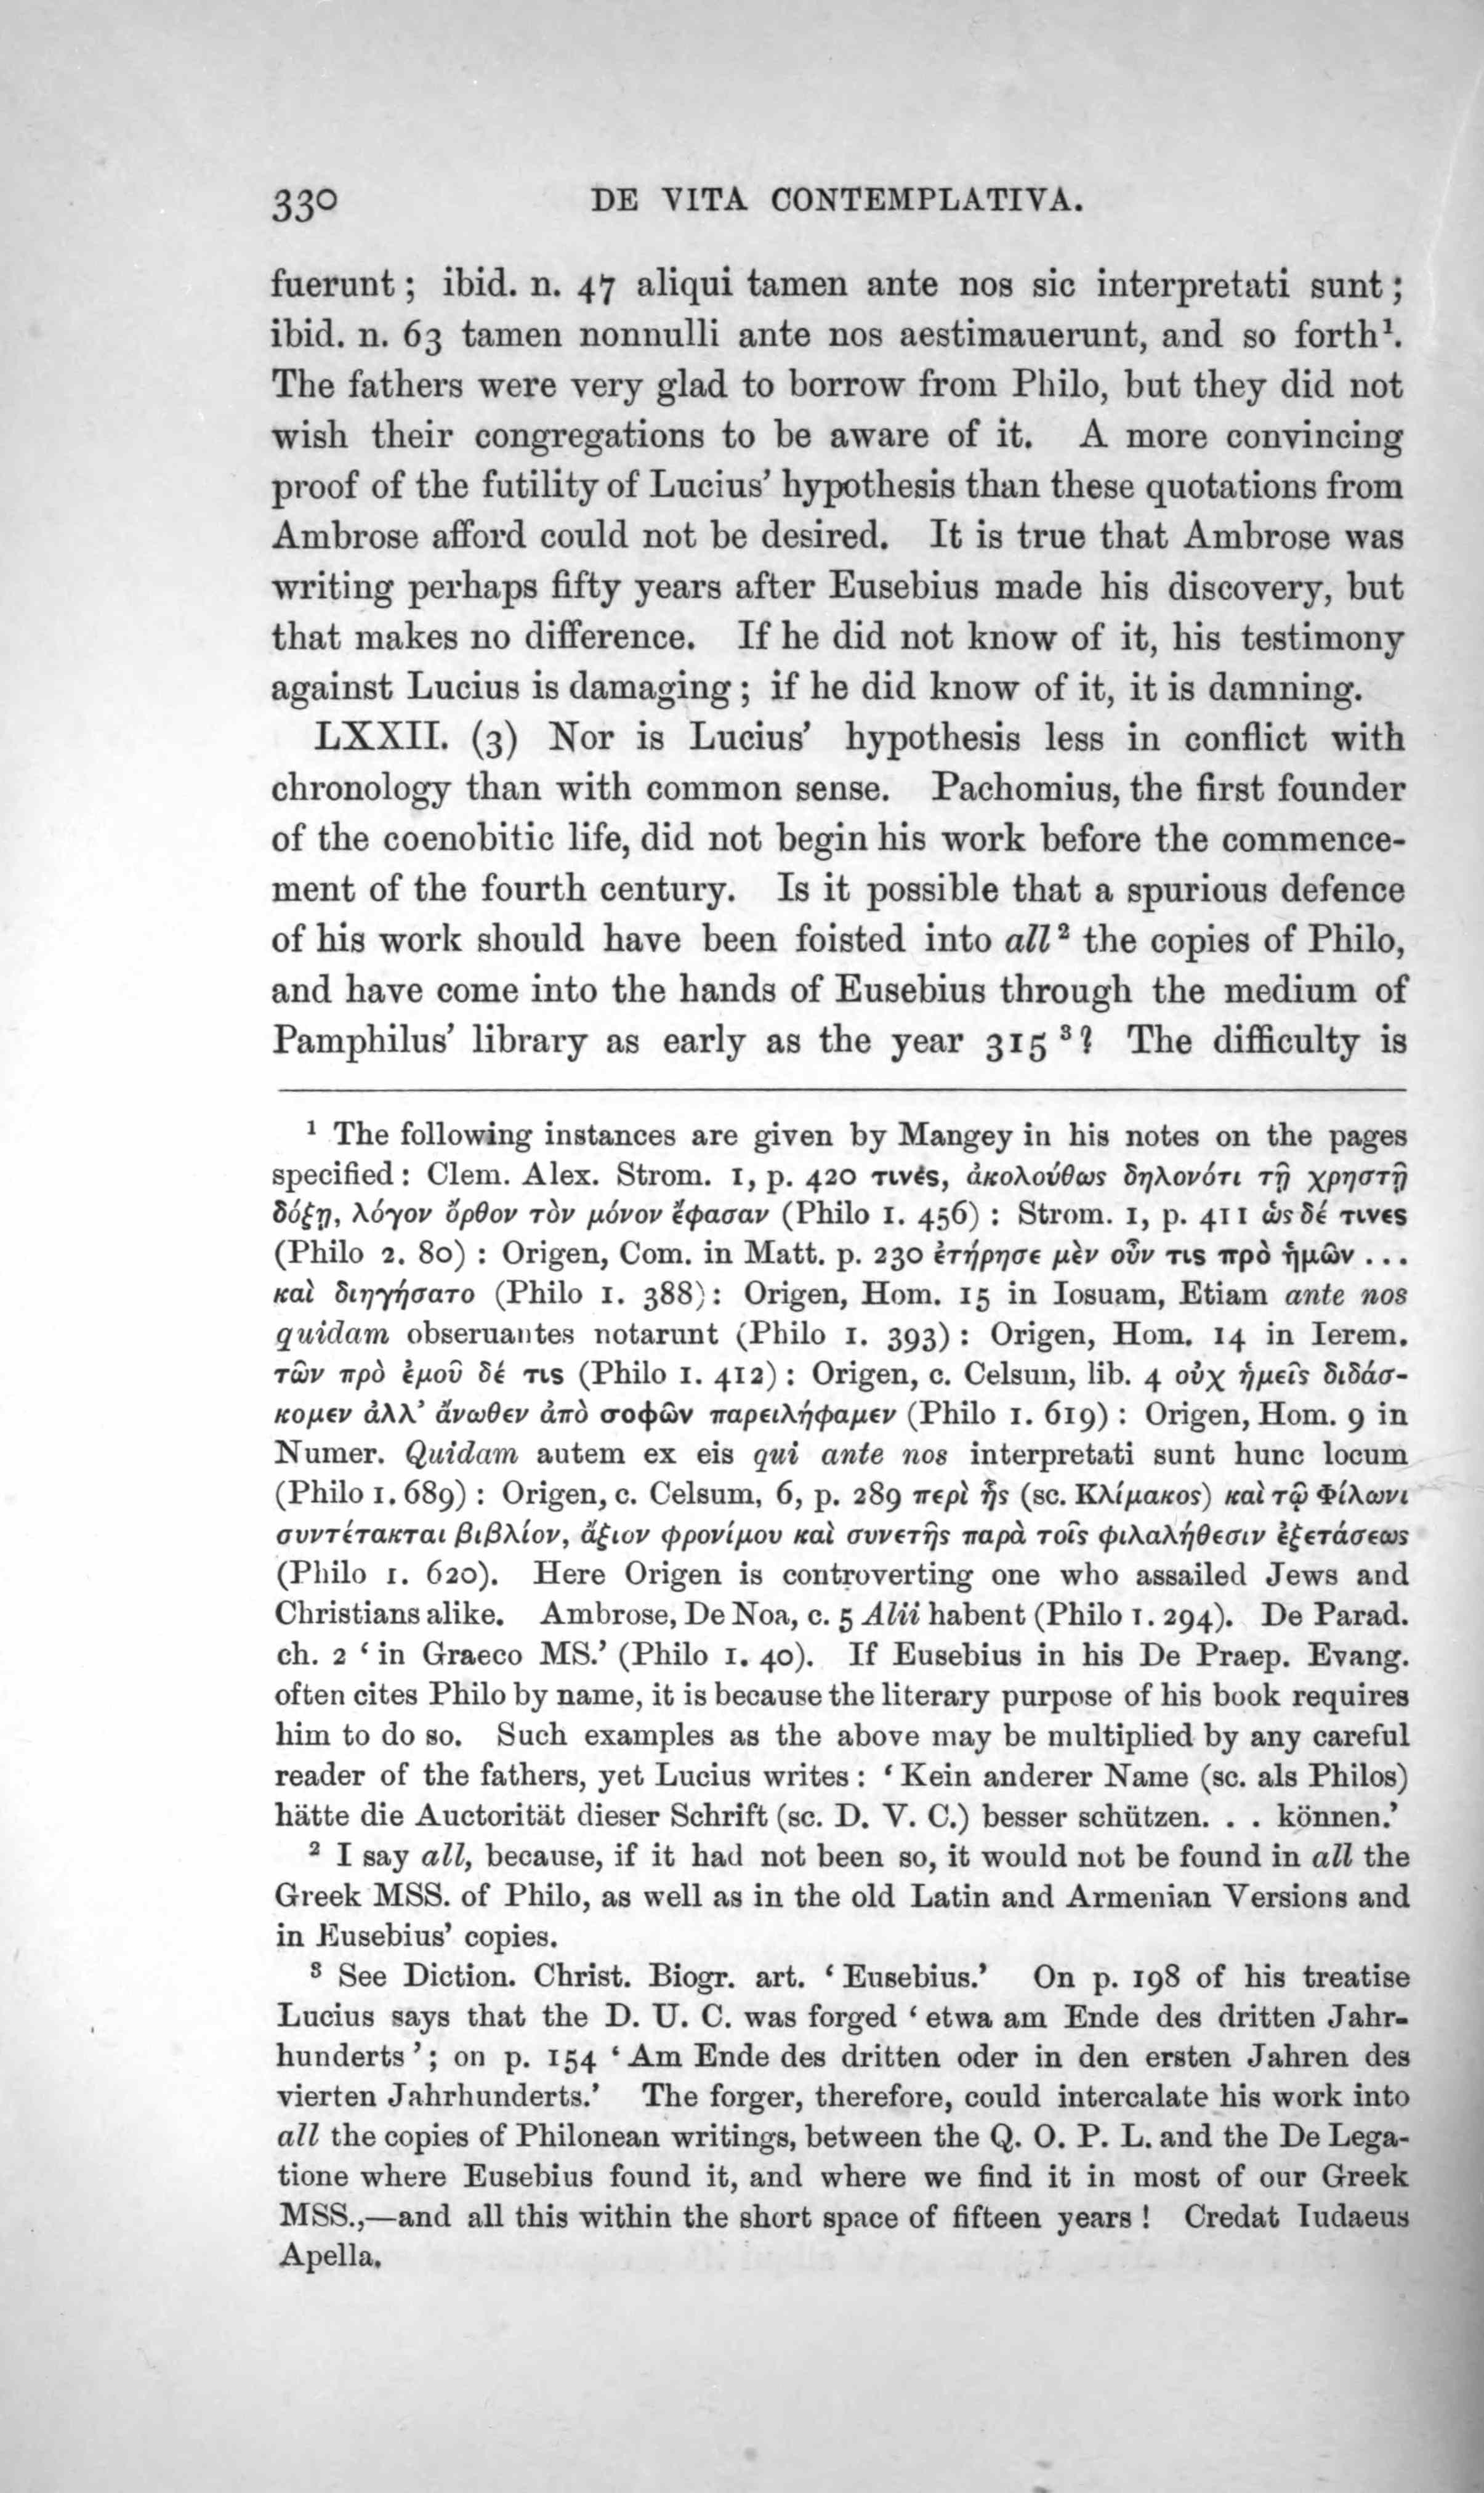 330 DE VITA CONTEMPLATIVA.
fuerunt ; ibid. n. 47 aliqui tamen ante nos sic interpretati sunt ;
ibid. n. 63 tamen nonnulli ante nos aestimauerunt, and so forth¹.
The fathers were very glad to borrow from Philo, but they did not
wish their congregations to be aware of it. A more convincing
proof of the futility of Lucius' hypothesis than these quotations from
Ambrose afford could not be desired. It is true that Ambrose was
writing perhaps fifty years after Eusebius made his discovery, but
that makes no difference. If he did not know of it, his testimony
against Lucius is damaging ; if he did know of it, it is damning.
LXXII. (3) Nor is Lucius' hypothesis less in conflict with
chronology than with common sense. Pachomius, the first founder
of the coenobitic life, did not begin his work before the commence-
ment of the fourth century. Is it possible that a spurious defence
of his work should have been foisted into all ² the copies of Philo,
and have come into the hands of Eusebius through the medium of
Pamphilus' library as early as the year 315 ³? The difficulty is
¹ The following instances are given by Mangey in his notes on the pages
specified : Clem. Alex. Strom. I, p. 420 τινές, ἀκολούθως δηλονότι τῇ χρηστῇ
δόξῃ, λόγον ὄρθον τὸν μόνον ἔφασαν (Philo I. 456) : Strom. I, p. 411 ὡς δέ τινες
(Philo 2. 80) : Origen, Com. in Matt. p. 230 ἐτήρησε μὲν οὖν τις πρὸ ἡμῶν ...
καὶ διηγήσατο (Philo I. 388) : Origen, Hom. 15 in Iosuam, Etiam ante nos
quidam obseruantes notarunt (Philo I. 393) : Origen, Hom. 14 in Ierem.
τῶν πρὸ ἐμοῦ δέ τις (Philo I. 412) : Origen, c. Celsum, lib. 4 οὐχ ἡμεῖς διδάσ-
κομεν ἀλλ' ἄνωθεν ἀπὸ σοφῶν παρειλήφαμεν (Philo I. 619) : Origen, Hom. 9 in
Numer. Quidam autem ex eis qui ante nos interpretati sunt hunc locum
(Philo I. 689) : Origen, c. Celsum, 6, p. 289 περὶ ἧς (sc. Κλίμακος) καὶ τῷ Φίλωνι
συντέτακται βιβλίον, ἄξιον φρονίμου καὶ συνετῆς παρὰ τοῖς φιλαλήθεσιν ἐξετάσεως
(Philo I. 620). Here Origen is controverting one who assailed Jews and
Christians alike. Ambrose, De Noa, c. 5 Alii habent (Philo I. 294). De Parad.
ch. 2 ‘ in Graeco MS.’ (Philo I. 40). If Eusebius in his De Praep. Evang.
often cites Philo by name, it is because the literary purpose of his book requires
him to do so. Such examples as the above may be multiplied by any careful
reader of the fathers, yet Lucius writes : ‘ Kein anderer Name (sc. als Philos)
hätte die Auctorität dieser Schrift (sc. D. V. C.) besser schützen. . . können.’
² I say all, because, if it had not been so, it would not be found in all the
Greek MSS. of Philo, as well as in the old Latin and Armenian Versions and
in Eusebius' copies.
³ See Diction. Christ. Biogr. art. ‘ Eusebius.’ On p. 198 of his treatise
Lucius says that the D. U. C. was forged ‘ etwa am Ende des dritten Jahr-
hunderts ’; on p. 154 ‘ Am Ende des dritten oder in den ersten Jahren des
vierten Jahrhunderts.’ The forger, therefore, could intercalate his work into
all the copies of Philonean writings, between the Q. O. P. L. and the De Lega-
tione where Eusebius found it, and where we find it in most of our Greek
MSS.,—and all this within the short space of fifteen years ! Credat Iudaeus
Apella.